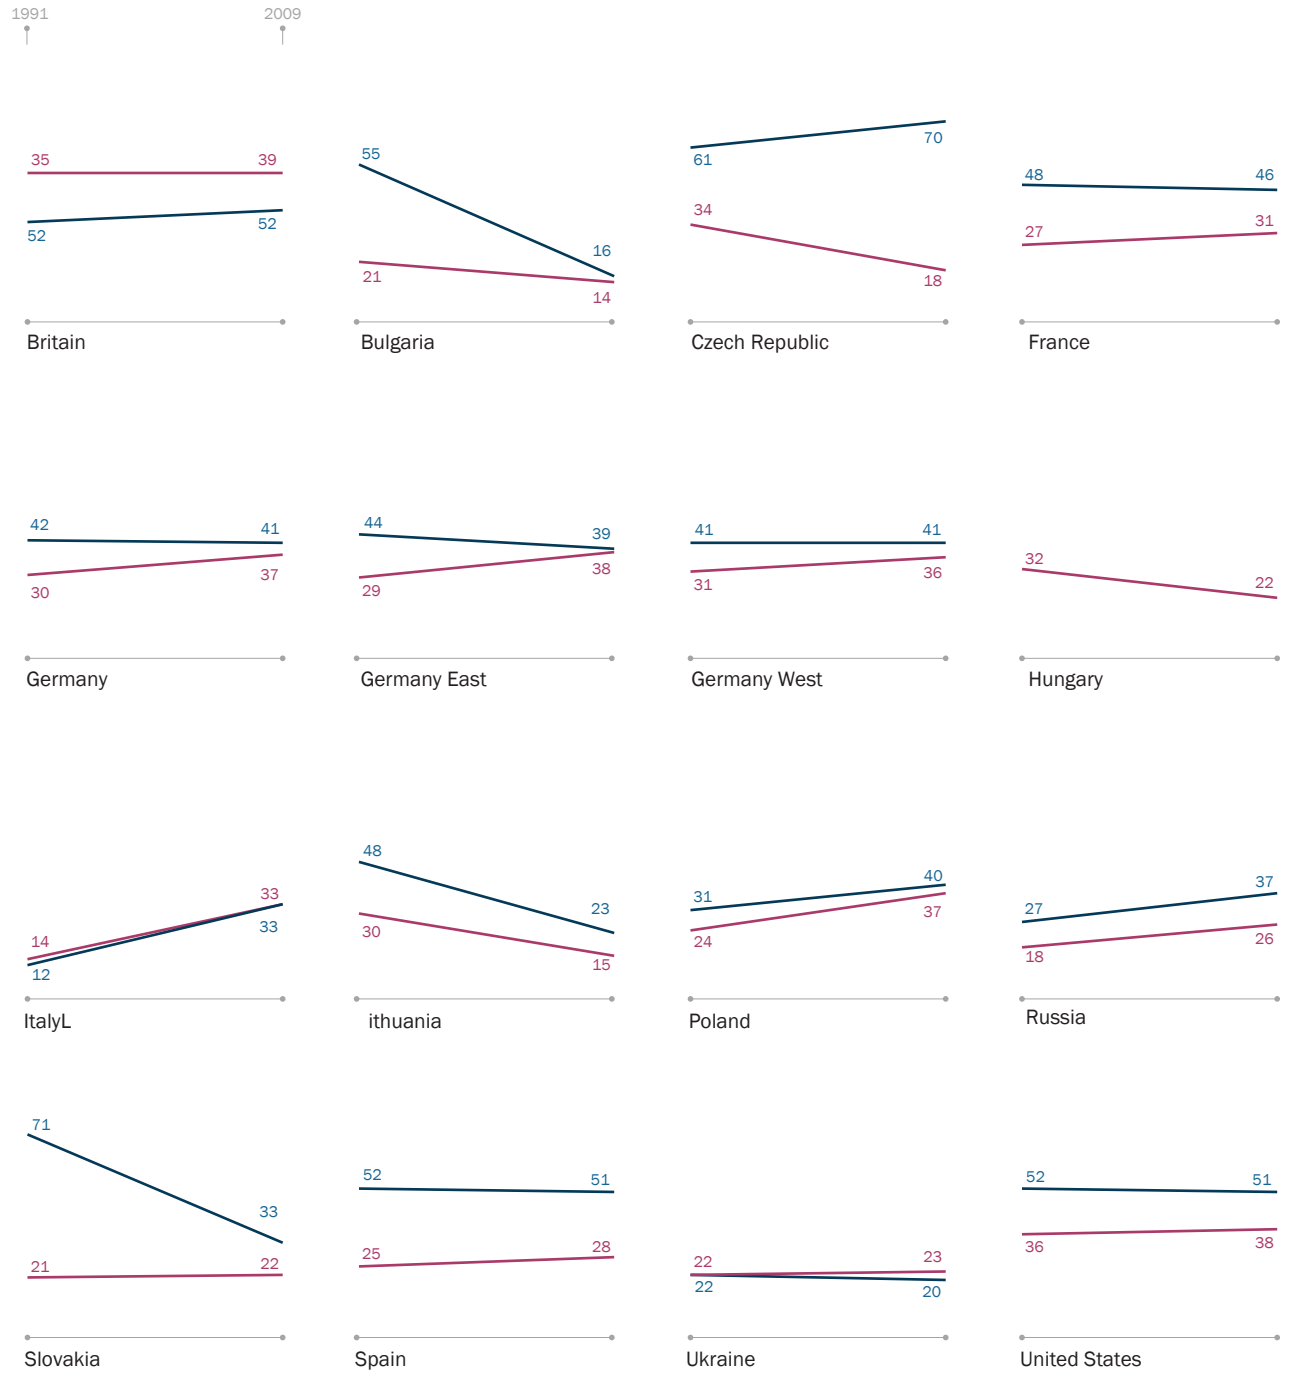 1991 2009
35 39
52 52
Britain
55 16
21 14
Bulgaria
61 70
34 18
Czech Republic
48 46
27 31
France
42 41
30 37
Germany
44 39
29 38
Germany East
41 41
31 36
Germany West
32 22
Hungary
14 33
12 33
ItalyL
48 23
30 15
ithuania
31 40
24 37
Poland
27 37
18 26
Russia
71 33
21 22
Slovakia
52 51
25 28
Spain
22 23
22 20
Ukraine
52 51
36 38
United States